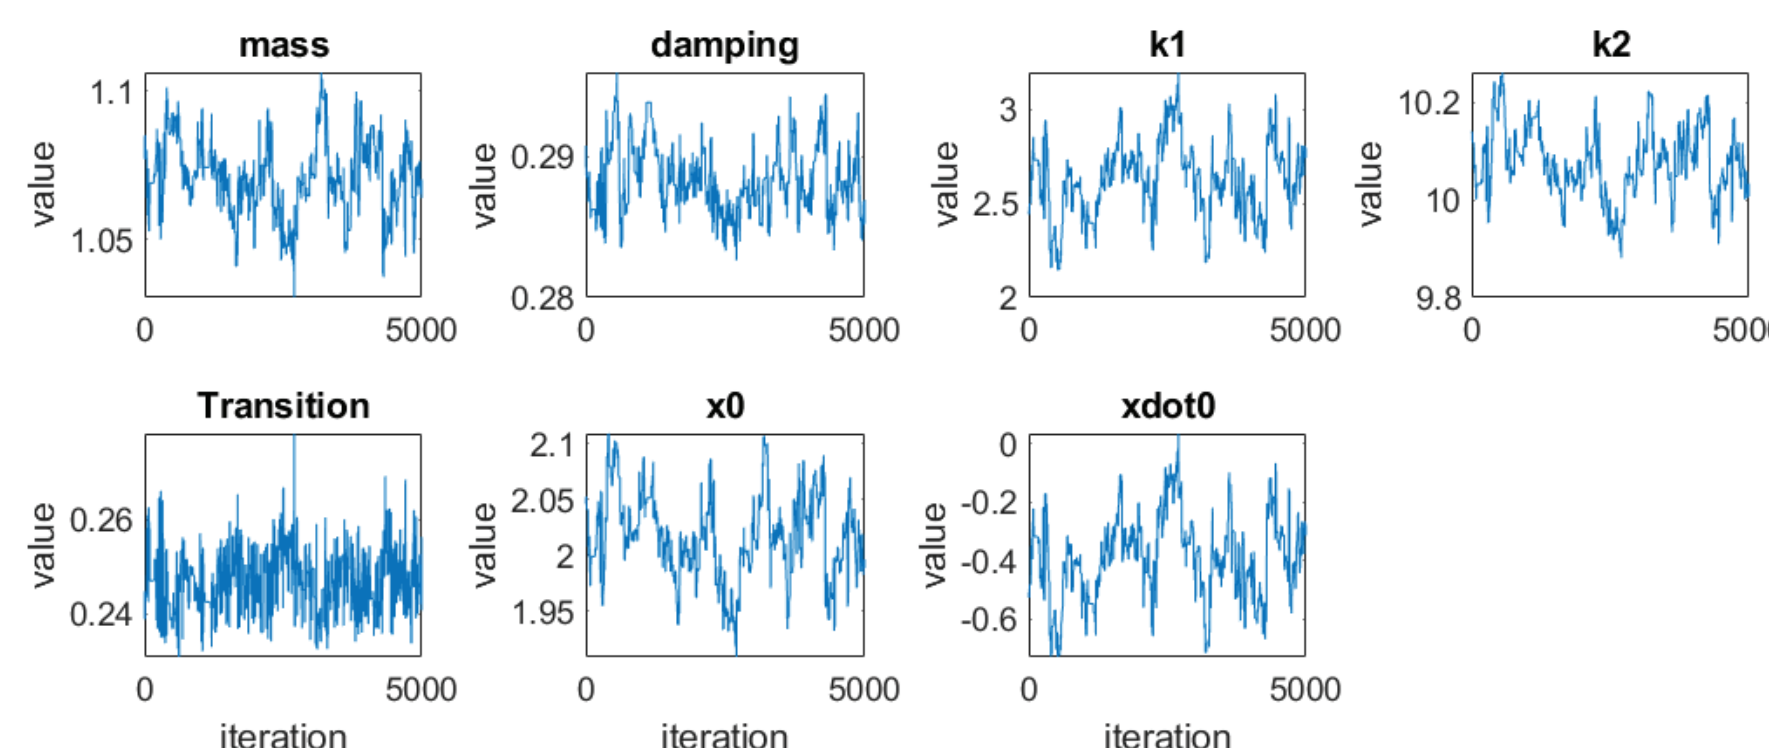 mass
damping
k1
k2
value
1.1
1.05
0
5000
value
0.29
0.28
0
5000
value
3
2.5
2
0
5000
value
10.2
10
9.8
0
5000
Transition
x0
xdot0
value
0.26
0.24
0
5000
iteration
value
2.1
2.05
2
1.95
0
5000
iteration
value
0
-0.2
-0.4
-0.6
0
5000
iteration